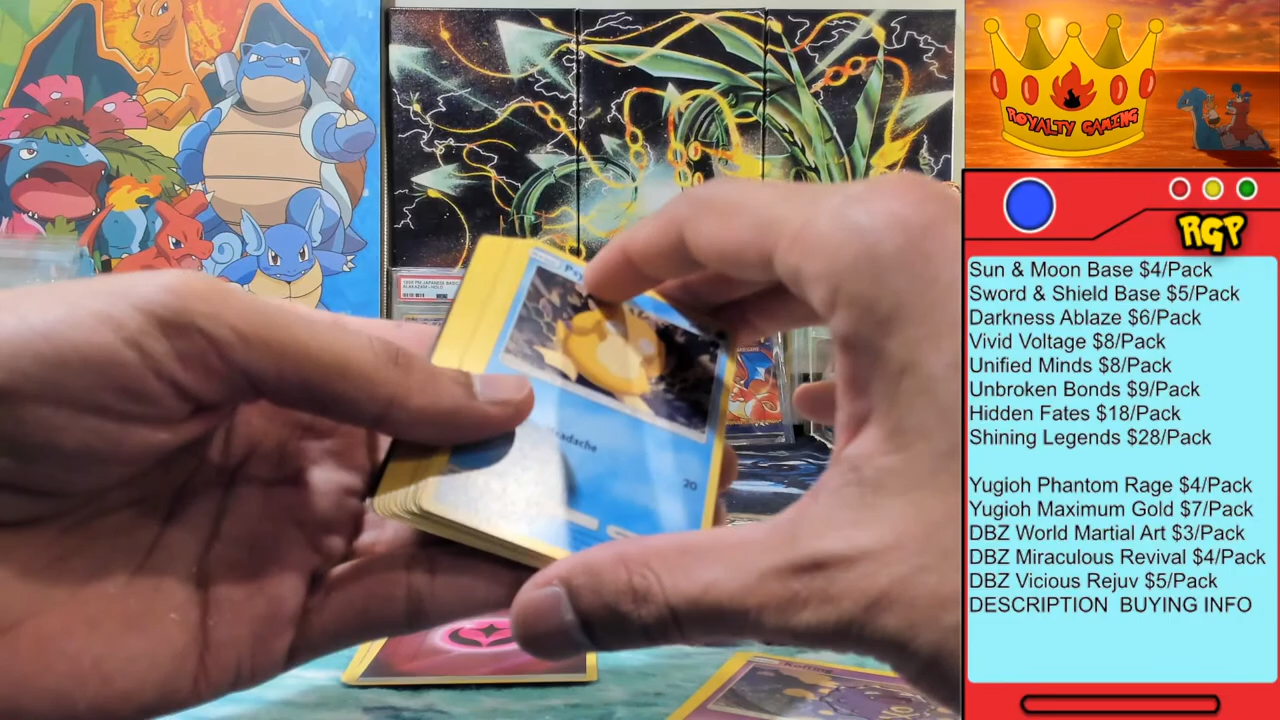 ROYALTY GAMING
RGP
Sun & Moon Base $4/Pack
Sword & Shield Base $5/Pack
Darkness Ablaze $6/Pack
Vivid Voltage $8/Pack
Unified Minds $8/Pack
Unbroken Bonds $9/Pack
Hidden Fates $18/Pack
Shining Legends $28/Pack
Yugioh Phantom Rage $4/Pack
Yugioh Maximum Gold $7/Pack
DBZ World Martial Art $3/Pack
DBZ Miraculous Revival $4/Pack
DBZ Vicious Rejuv $5/Pack
DESCRIPTION BUYING INFO
20
Koffing